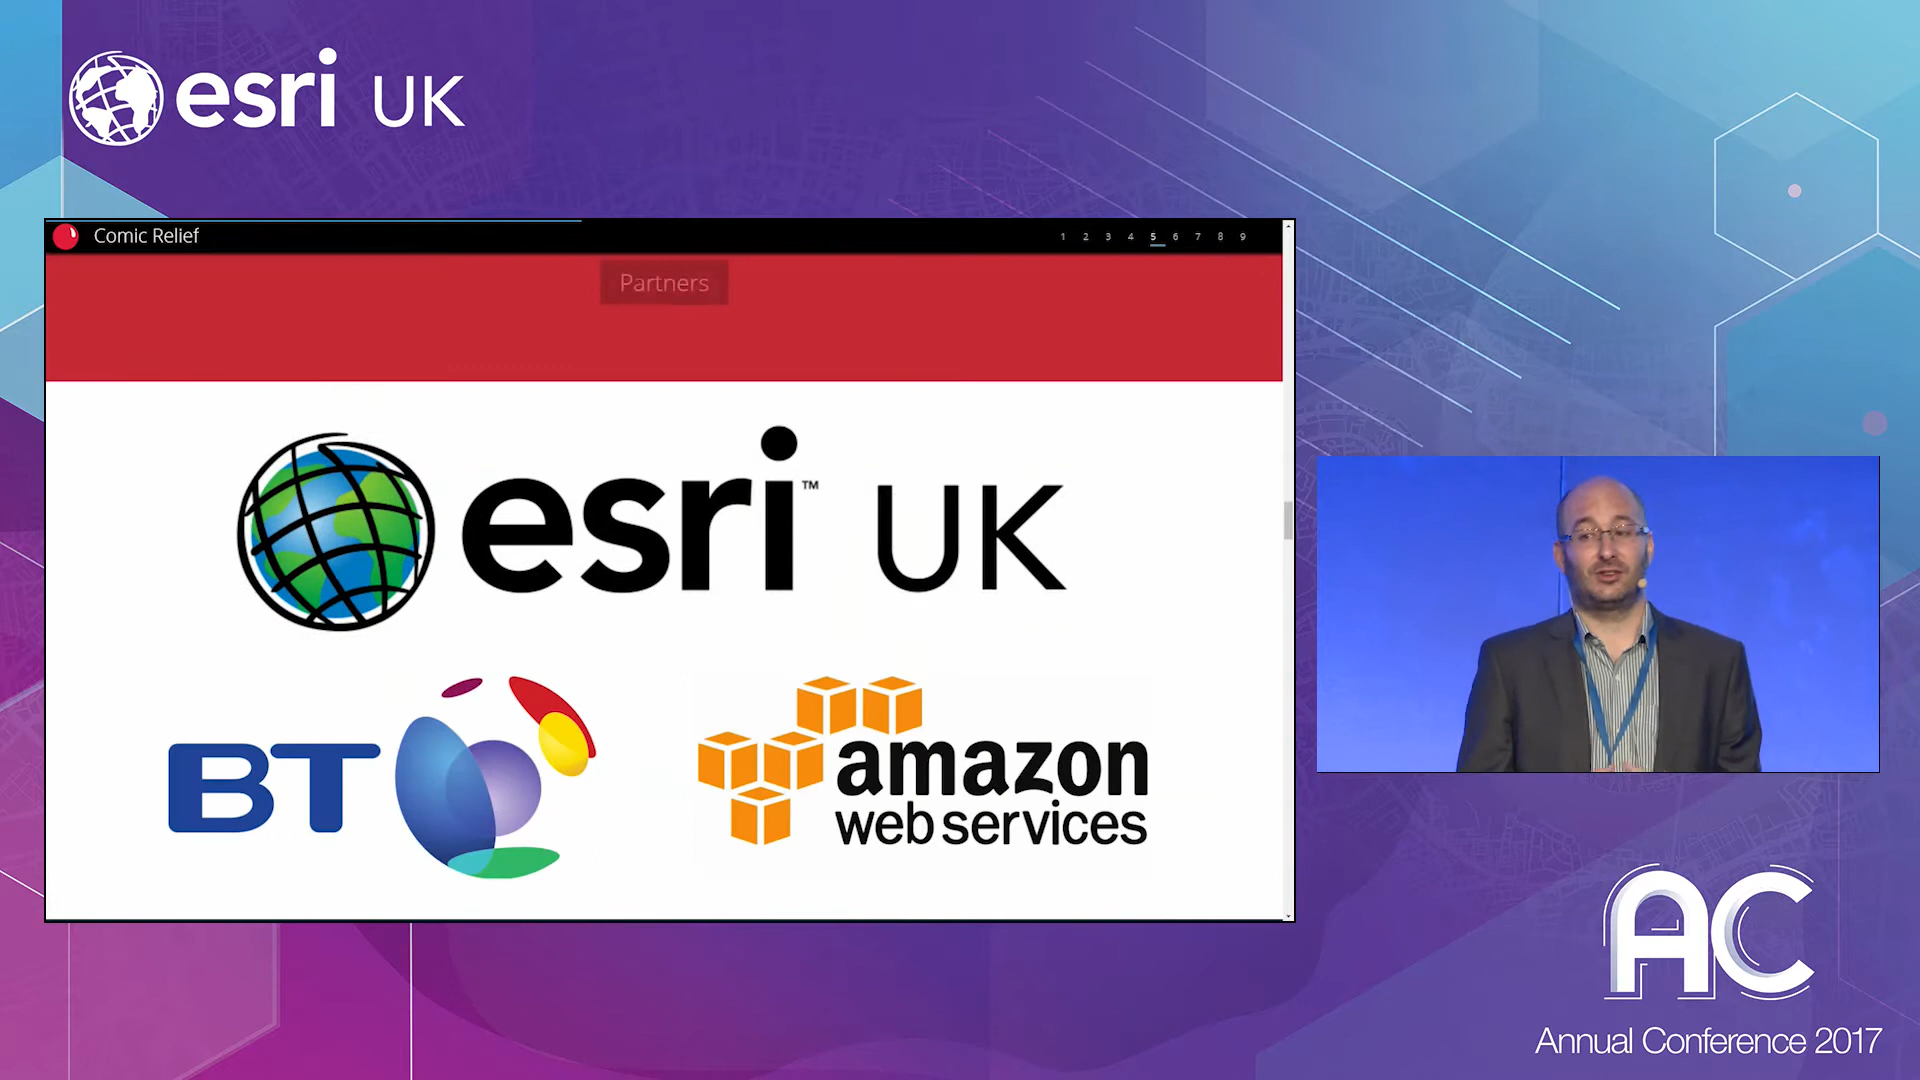 esri UK
Comic Relief
1 2 3 4 5 6 7 8 9
Partners
esri™ UK
BT
amazon
web services
AC
Annual Conference 2017